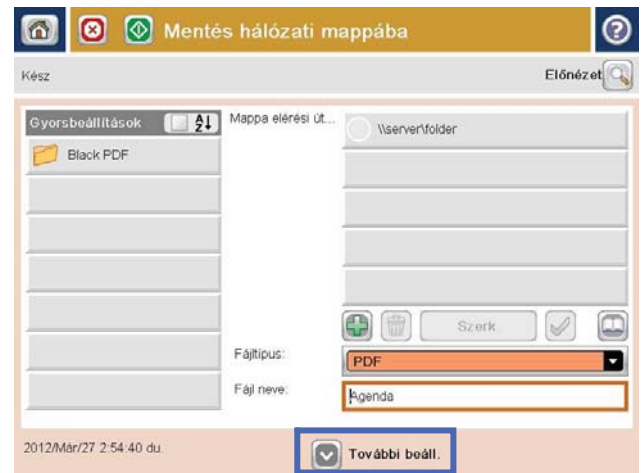 Mentés hálózati mappába
Kész
Előnézet
Gyorsbeállítások
Mappa elérési út...
\\server\folder
Black PDF
Szerk
Fájltípus:
PDF
Fájl neve:
Agenda
2012/Már/27 2:54:40 du.
További beáll.